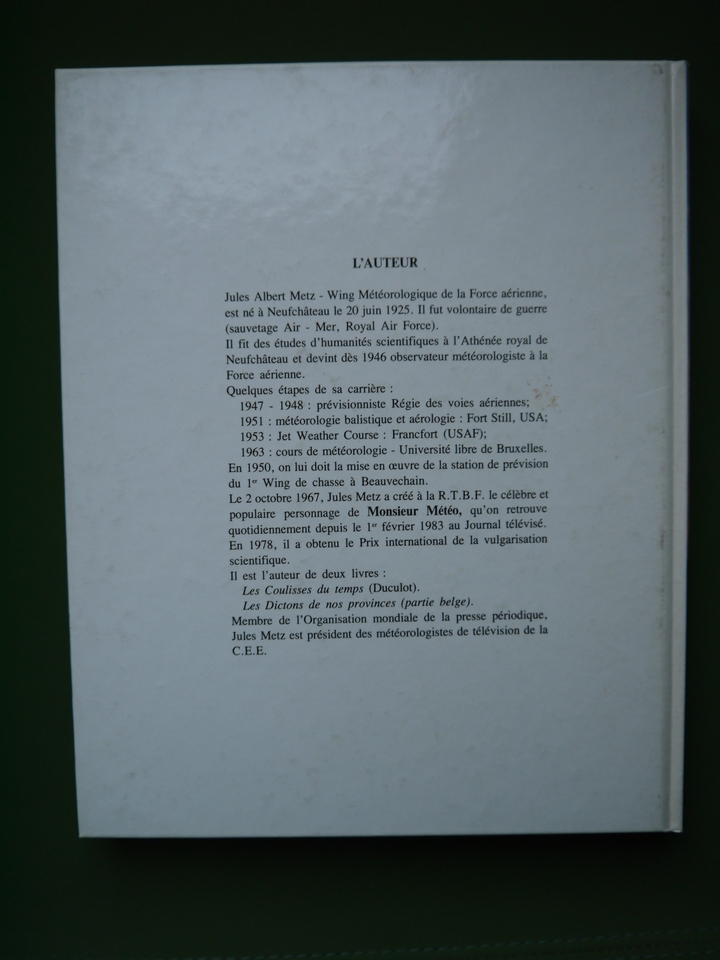 L'AUTEUR
Jules Albert Metz - Wing Météorologique de la Force aérienne,
est né à Neufchâteau le 20 juin 1925. Il fut volontaire de guerre
(sauvetage Air - Mer, Royal Air Force).
Il fit des études d'humanités scientifiques à l'Athénée royal de
Neufchâteau et devint dès 1946 observateur météorologiste à la
Force aérienne.
Quelques étapes de sa carrière :
1947 - 1948 : prévisionniste Régie des voies aériennes;
1951 : météorologie balistique et aérologie : Fort Still, USA;
1953 : Jet Weather Course : Francfort (USAF);
1963 : cours de météorologie - Université libre de Bruxelles.
En 1950, on lui doit la mise en œuvre de la station de prévision
du 1er Wing de chasse à Beauvechain.
Le 2 octobre 1967, Jules Metz a créé à la R.T.B.F. le célèbre et
populaire personnage de Monsieur Météo, qu'on retrouve
quotidiennement depuis le 1er février 1983 au Journal télévisé.
En 1978, il a obtenu le Prix international de la vulgarisation
scientifique.
Il est l'auteur de deux livres :
Les Coulisses du temps (Duculot).
Les Dictons de nos provinces (partie belge).
Membre de l'Organisation mondiale de la presse périodique,
Jules Metz est président des météorologistes de télévision de la
C.E.E.